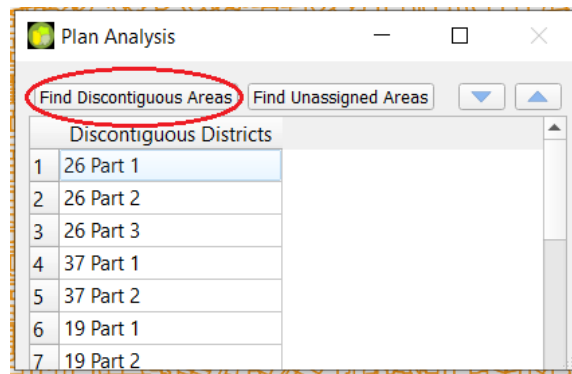 Plan Analysis
Find Discontiguous Areas Find Unassigned Areas
Discontiguous Districts
1 26 Part 1
2 26 Part 2
3 26 Part 3
4 37 Part 1
5 37 Part 2
6 19 Part 1
7 19 Part 2